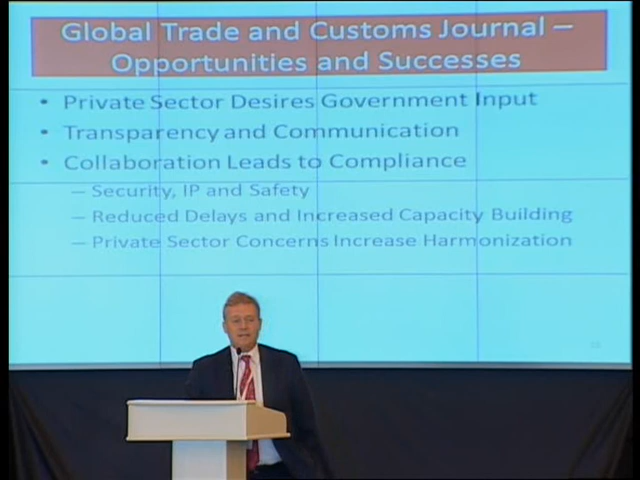 Global Trade and Customs Journal –
Opportunities and Successes
• Private Sector Desires Government Input
• Transparency and Communication
• Collaboration Leads to Compliance
– Security, IP and Safety
– Reduced Delays and Increased Capacity Building
– Private Sector Concerns Increase Harmonization